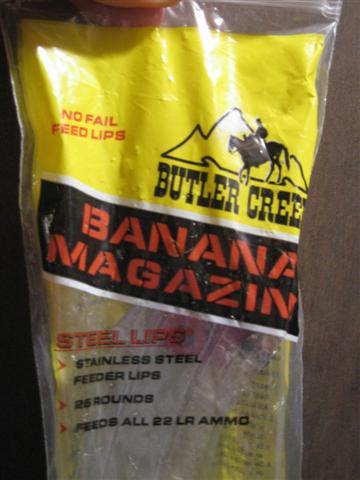 NO FAIL
FEED LIPS
BUTLER CREE
BANANA
MAGAZIN
STEEL LIPS
STAINLESS STEEL
FEEDER LIPS
25 ROUNDS
FEEDS ALL 22 LR AMMO